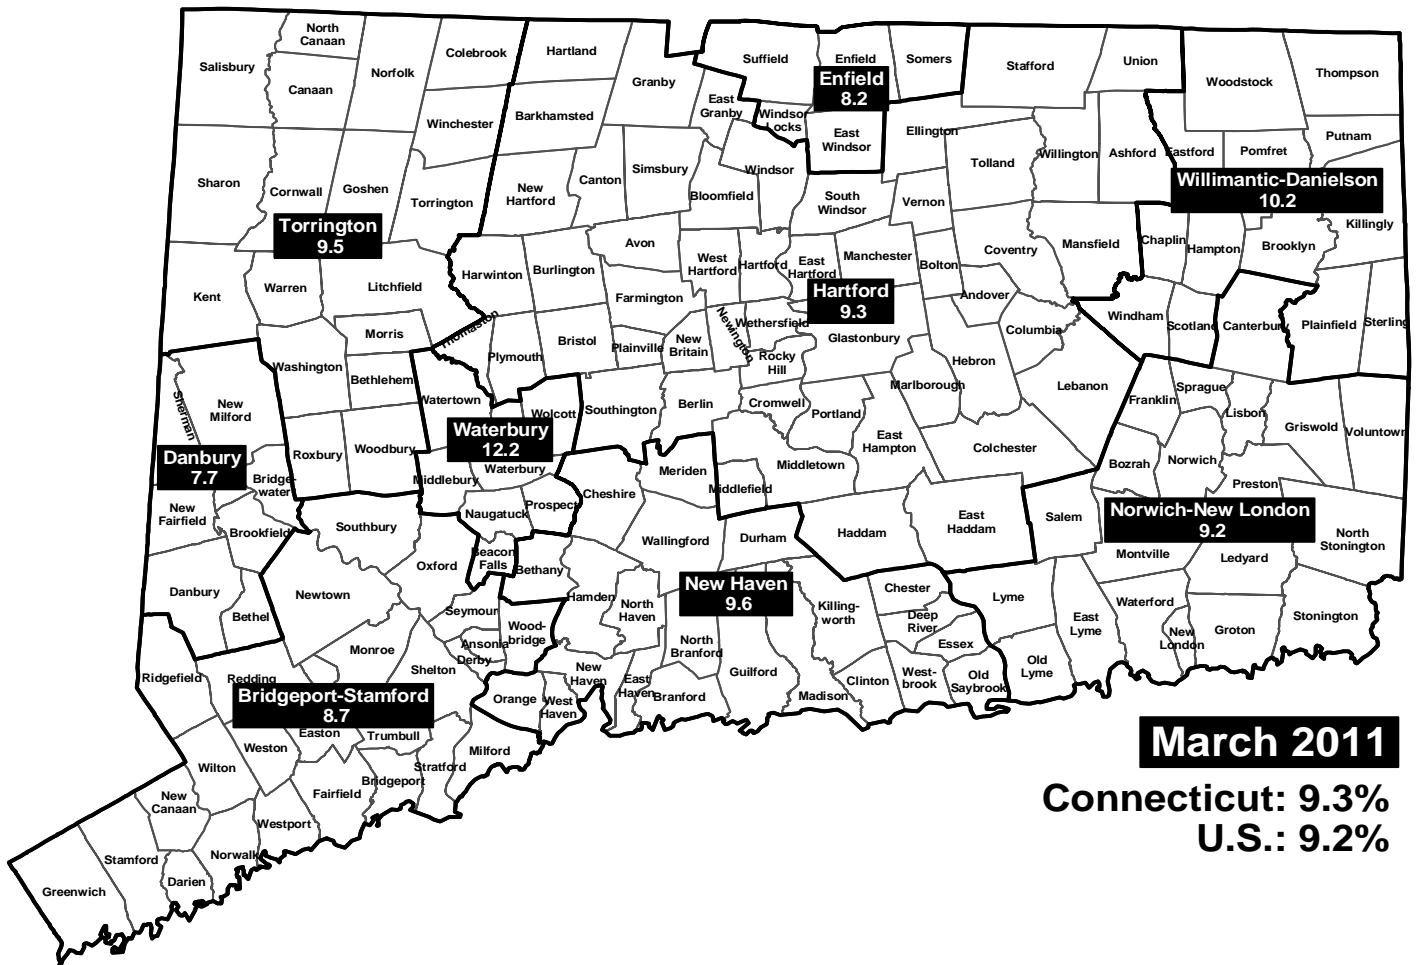 North
Canaan
Colebrook
Hartland
Salisbury
Norfolk
Canaan
Granby
Suffield
Enfield
Somers
Stafford
Union
Woodstock
Thompson
Enfield
8.2
Winchester
Barkhamsted
East
Granby
Windsor
Locks
East
Windsor
Ellington
Tolland
Willington
Ashford
Eastford
Pomfret
Putnam
Sharon
Cornwall
Goshen
Torrington
New
Hartford
Canton
Simsbury
Bloomfield
Windsor
South
Windsor
Vernon
Willimantic-Danielson
10.2
Killingly
Torrington
9.5
Harwinton
Burlington
Avon
West
Hartford
Hartford
East
Hartford
Manchester
Bolton
Coventry
Mansfield
Chaplin
Hampton
Brooklyn
Kent
Warren
Litchfield
Farmington
Hartford
9.3
Andover
Windham
Scotland
Canterbury
Plainfield
Sterling
Morris
Thomaston
Plymouth
Bristol
Plainville
New
Britain
Newington
Wethersfield
Rocky
Hill
Glastonbury
Hebron
Columbia
Washington
Bethlehem
Watertown
Wolcott
Southington
Berlin
Cromwell
Portland
Marlborough
Lebanon
Franklin
Sprague
Lisbon
Griswold
Voluntown
Sherman
New
Milford
Roxbury
Woodbury
Waterbury
12.2
Waterbury
Middlebury
Meriden
Middlefield
Middletown
East
Hampton
Colchester
Bozrah
Norwich
Preston
Danbury
7.7
Bridge-
water
New
Fairfield
Brookfield
Southbury
Naugatuck
Prospect
Cheshire
Wallingford
Durham
Haddam
East
Haddam
Salem
Norwich-New London
9.2
Montville
Ledyard
North
Stonington
Danbury
Bethel
Newtown
Oxford
Beacon
Falls
Bethany
Hamden
North
Haven
New Haven
9.6
Killing-
worth
Chester
Deep
River
Essex
Lyme
East
Lyme
Waterford
New
London
Groton
Stonington
Seymour
Wood-
bridge
Ansonia
Derby
Monroe
Shelton
North
Branford
Guilford
Madison
Clinton
West-
brook
Old
Saybrook
Old
Lyme
Ridgefield
Redding
Bridgeport-Stamford
8.7
Orange
West
Haven
New
Haven
East
Haven
Branford
Easton
Trumbull
Weston
Wilton
Milford
Stratford
Bridgeport
Fairfield
New
Canaan
Westport
Norwalk
Stamford
Darien
Greenwich
March 2011
Connecticut: 9.3%
U.S.: 9.2%